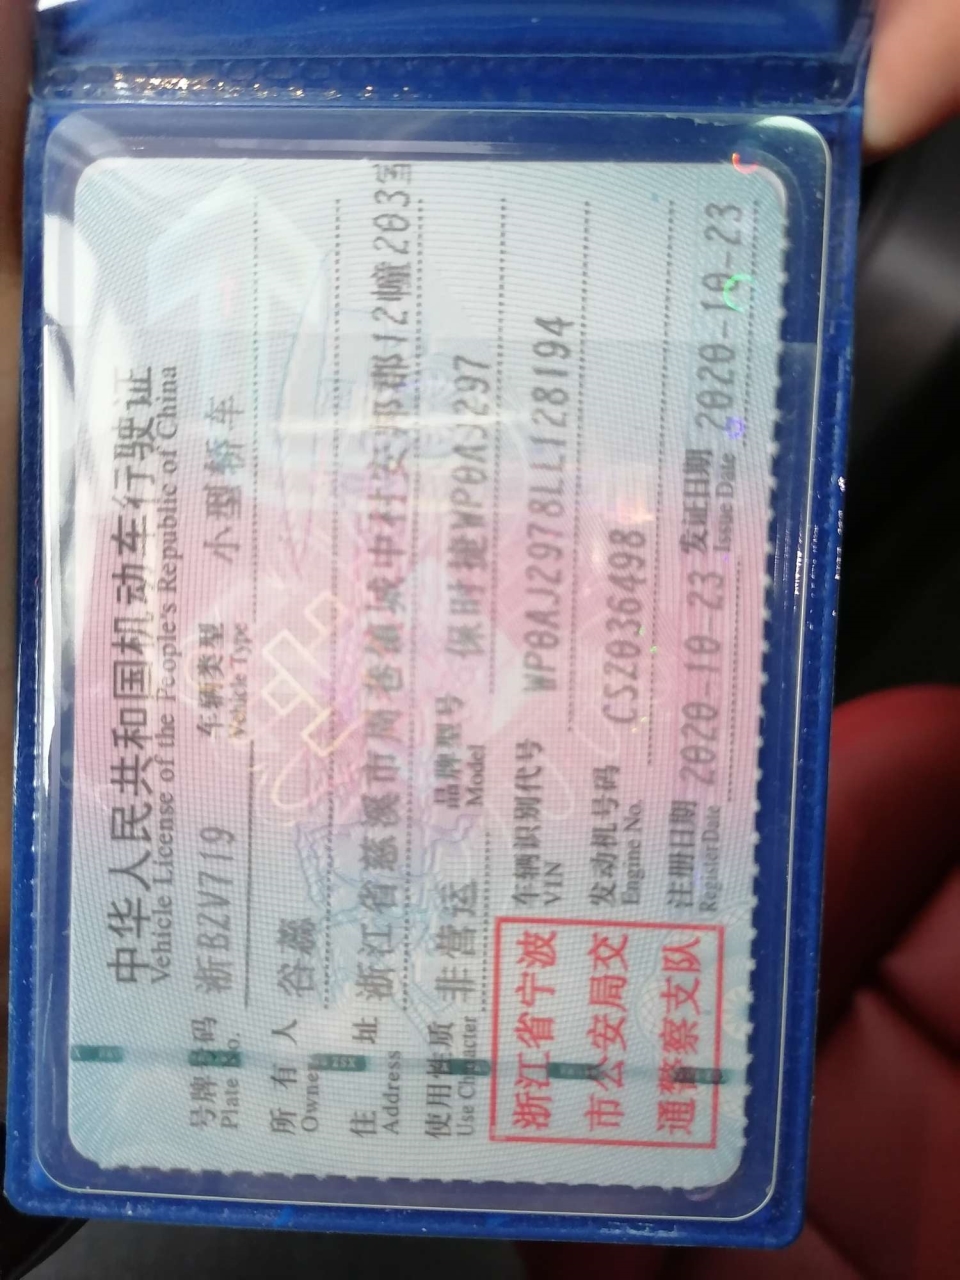 中华人民共和国机动车行驶证
Vehicle License of the People's Republic of China
号牌号码 浙BZV719 车辆类型 小型轿车
Plate No. Vehicle Type
所有人 谷蕊
Owner
住址 浙江省慈溪市周巷镇城中村安邦郡12幢203室
Address
使用性质 非营运 品牌型号 保时捷WP0AJ297
Use Character Model
车辆识别代号 WP0AJ2978LL128194
VIN
发动机号码 CSZ036498
Engine No.
注册日期 2020-10-23 发证日期 2020-10-23
Register Date Issue Date
浙江省宁波
市公安局交
通警察支队